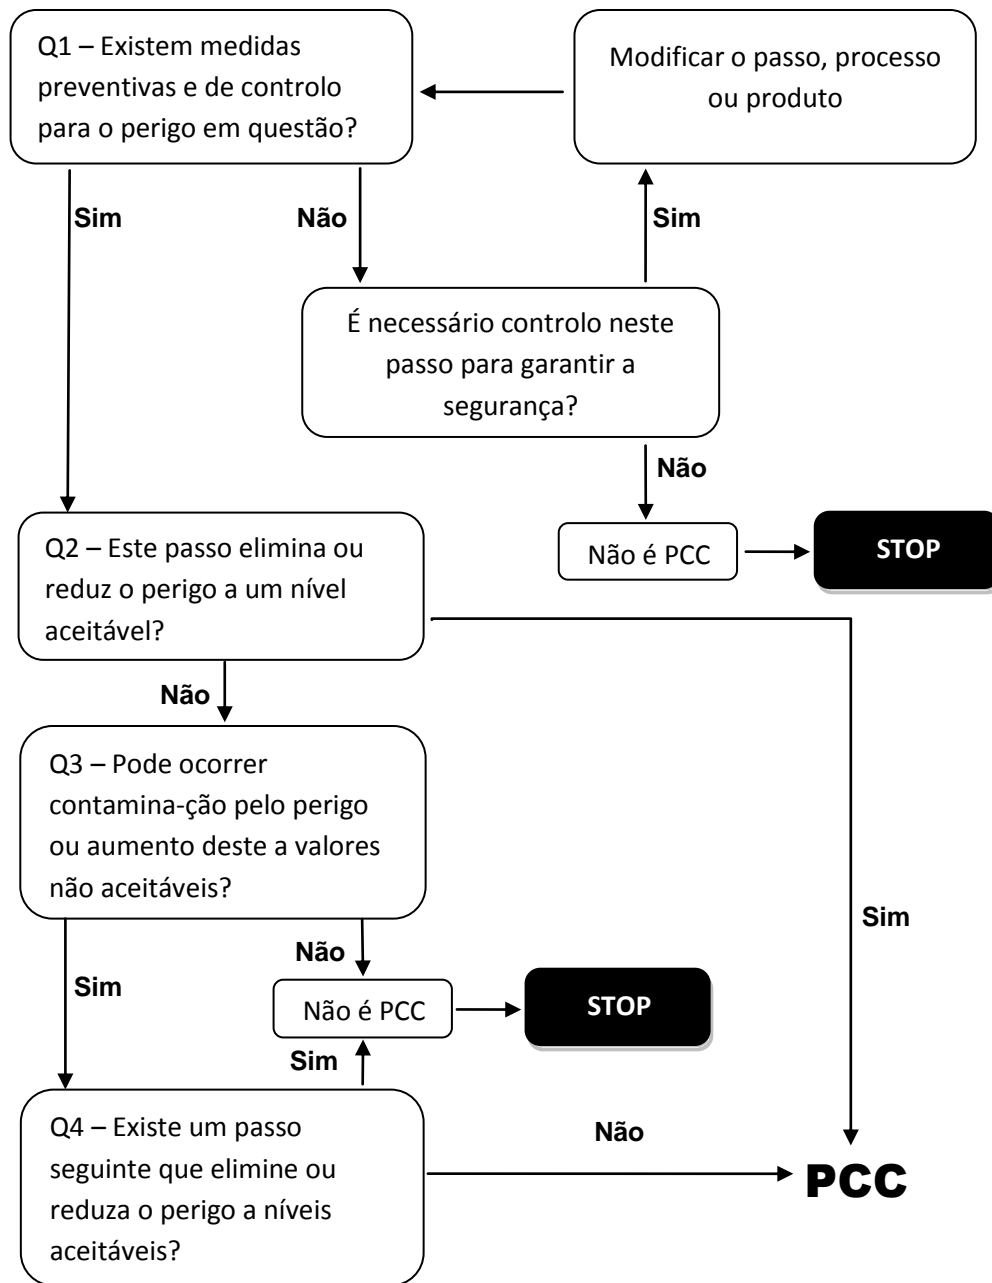 Q1 – Existem medidas
preventivas e de controlo
para o perigo em questão?
Modificar o passo, processo
ou produto
Sim
Não
Sim
É necessário controlo neste
passo para garantir a
segurança?
Não
Não é PCC
STOP
Q2 – Este passo elimina ou
reduz o perigo a um nível
aceitável?
Não
Q3 – Pode ocorrer
contamina-ção pelo perigo
ou aumento deste a valores
não aceitáveis?
Sim
Sim
Não
Não é PCC
STOP
Sim
Q4 – Existe um passo
seguinte que elimine ou
reduza o perigo a níveis
aceitáveis?
Não
PCC